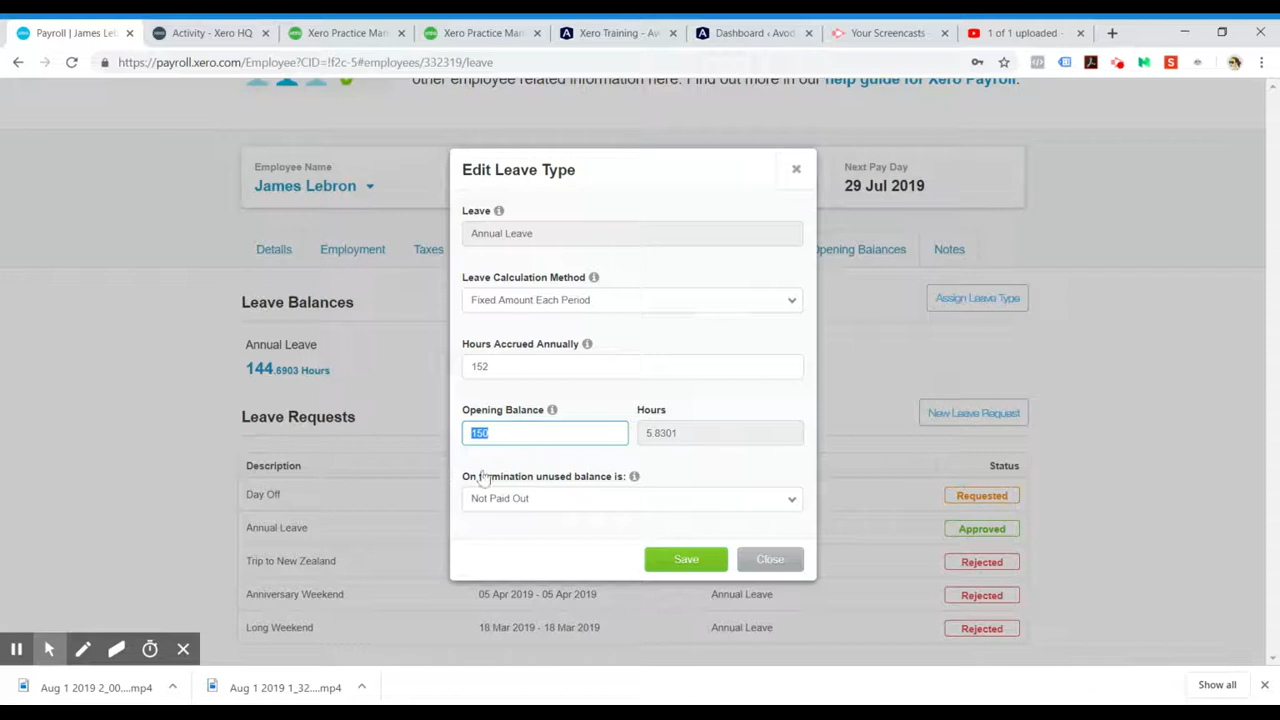 Payroll | James Leb
Activity - Xero HQ
Xero Practice Man
Xero Practice Man
Xero Training - Av
Dashboard ‹ Avod
Your Screencasts -
1 of 1 uploaded -
https://payroll.xero.com/Employee?CID=!f2c-5#employees/332319/leave
other employee related information here. Find out more in our help guide for Xero Payroll.
Employee Name
James Lebron
Next Pay Day
29 Jul 2019
Details
Employment
Taxes
Opening Balances
Notes
Leave Balances
Assign Leave Type
Annual Leave
144.6903 Hours
Leave Requests
New Leave Request
Description
Status
Day Off
Requested
Annual Leave
Approved
Trip to New Zealand
Rejected
Anniversary Weekend
05 Apr 2019 - 05 Apr 2019
Annual Leave
Rejected
Long Weekend
18 Mar 2019 - 18 Mar 2019
Annual Leave
Rejected
Edit Leave Type
Leave
Annual Leave
Leave Calculation Method
Fixed Amount Each Period
Hours Accrued Annually
152
Opening Balance
Hours
150
5.8301
On termination unused balance is:
Not Paid Out
Save
Close
Aug 1 2019 2_00....mp4
Aug 1 2019 1_32....mp4
Show all